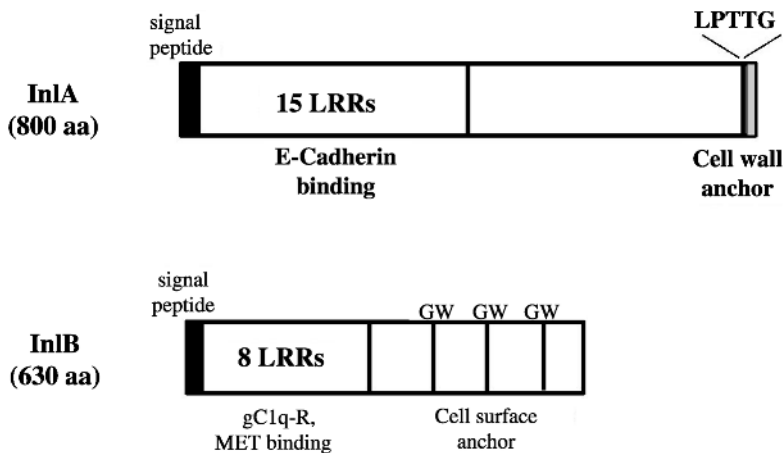 LPTTG
signal
peptide
InlA
(800 aa)
15 LRRs
E-Cadherin
binding
Cell wall
anchor
signal
peptide
GW GW GW
InlB
(630 aa)
8 LRRs
gC1q-R,
MET binding
Cell surface
anchor